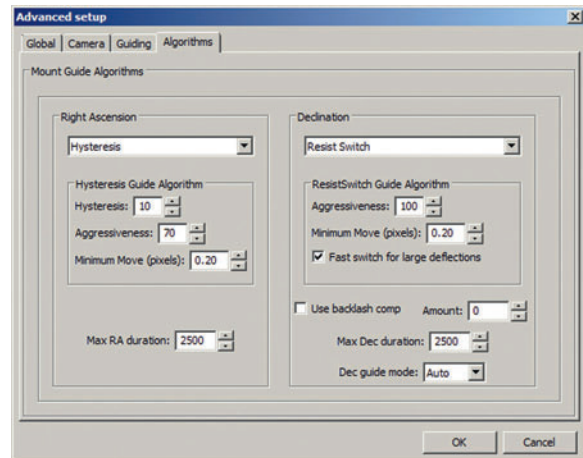 Advanced setup
Global Camera Guiding Algorithms
Mount Guide Algorithms
Right Ascension
Hysteresis
Hysteresis Guide Algorithm
Hysteresis: 10
Aggressiveness: 70
Minimum Move (pixels): 0.20
Max RA duration: 2500
Declination
Resist Switch
ResistSwitch Guide Algorithm
Aggressiveness: 100
Minimum Move (pixels): 0.20
Fast switch for large deflections
Use backlash comp Amount: 0
Max Dec duration: 2500
Dec guide mode: Auto
OK Cancel